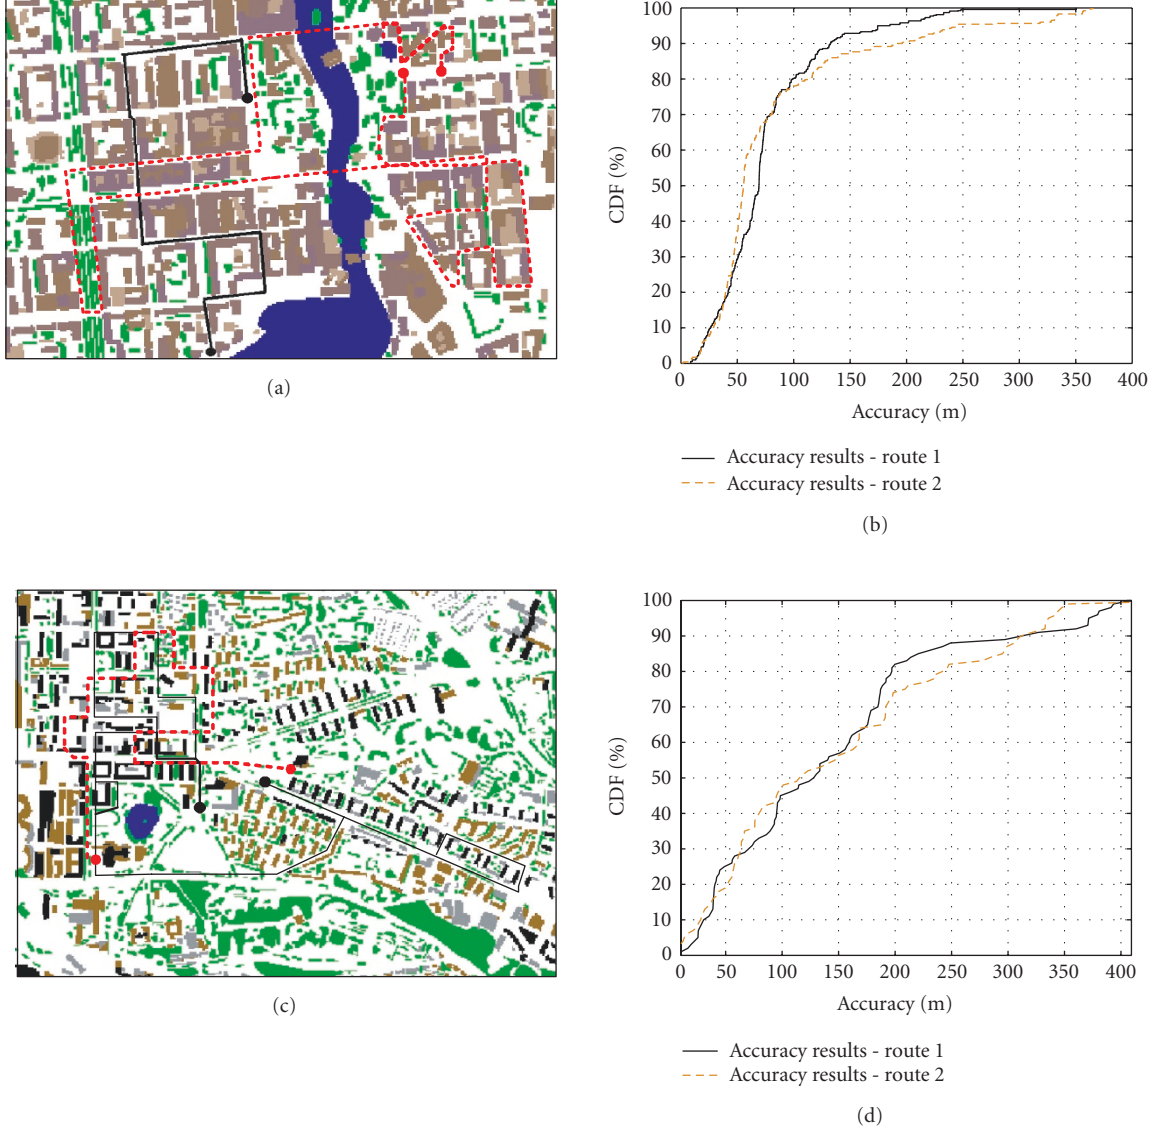 (a)
100
90
80
70
60
50
40
30
20
10
0
CDF (%)
0 50 100 150 200 250 300 350 400
Accuracy (m)
Accuracy results - route 1
Accuracy results - route 2
(b)
(c)
100
90
80
70
60
50
40
30
20
10
0
CDF (%)
0 50 100 150 200 250 300 350 400
Accuracy (m)
Accuracy results - route 1
Accuracy results - route 2
(d)